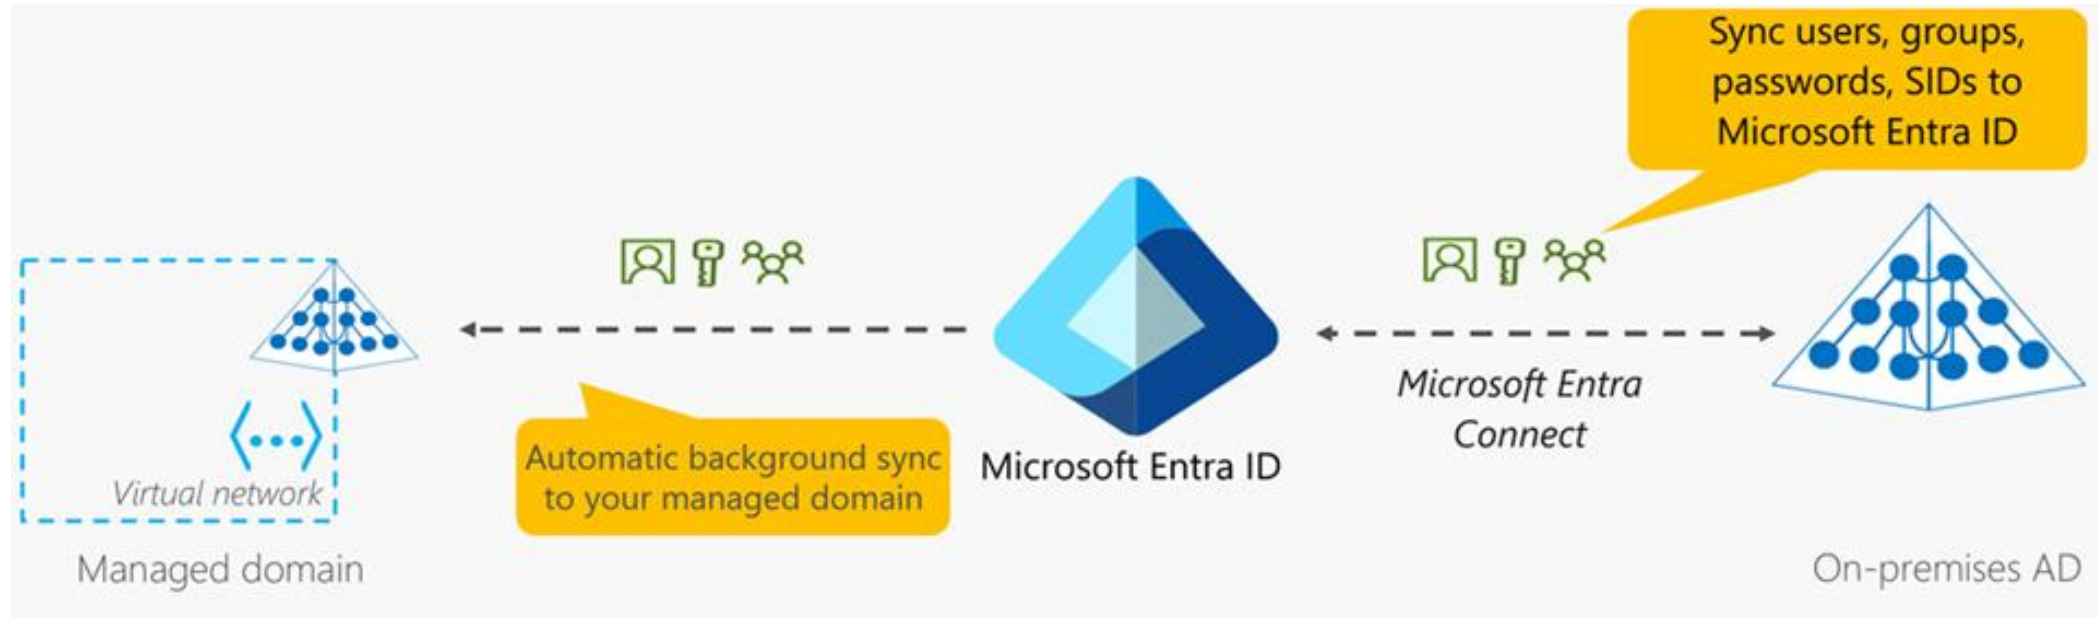 Sync users, groups,
passwords, SIDs to
Microsoft Entra ID
Microsoft Entra
Connect
Automatic background sync
to your managed domain
Microsoft Entra ID
Virtual network
Managed domain
On-premises AD